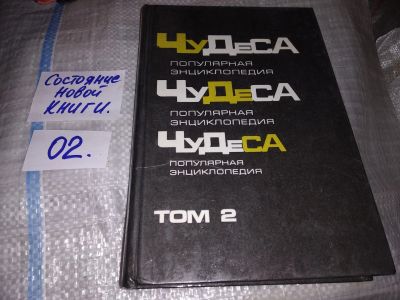 Состояние
Новой
КНИГИ.
02.
ЧуДеСА
ПОПУЛЯРНАЯ
ЭНЦИКЛОПЕДИЯ
ЧуДеСА
ПОПУЛЯРНАЯ
ЭНЦИКЛОПЕДИЯ
ЧуДеСА
ПОПУЛЯРНАЯ
ЭНЦИКЛОПЕДИЯ
ТОМ 2